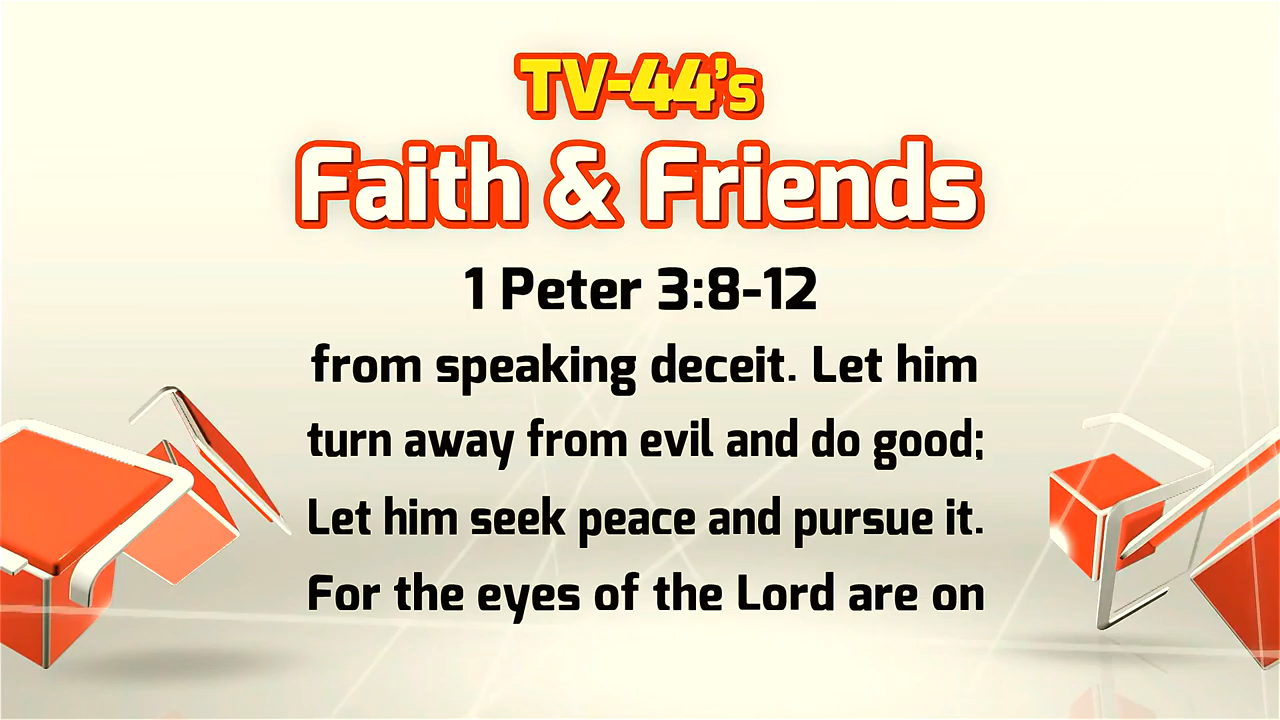 TV-44's
Faith & Friends
1 Peter 3:8-12
from speaking deceit. Let him
turn away from evil and do good;
Let him seek peace and pursue it.
For the eyes of the Lord are on